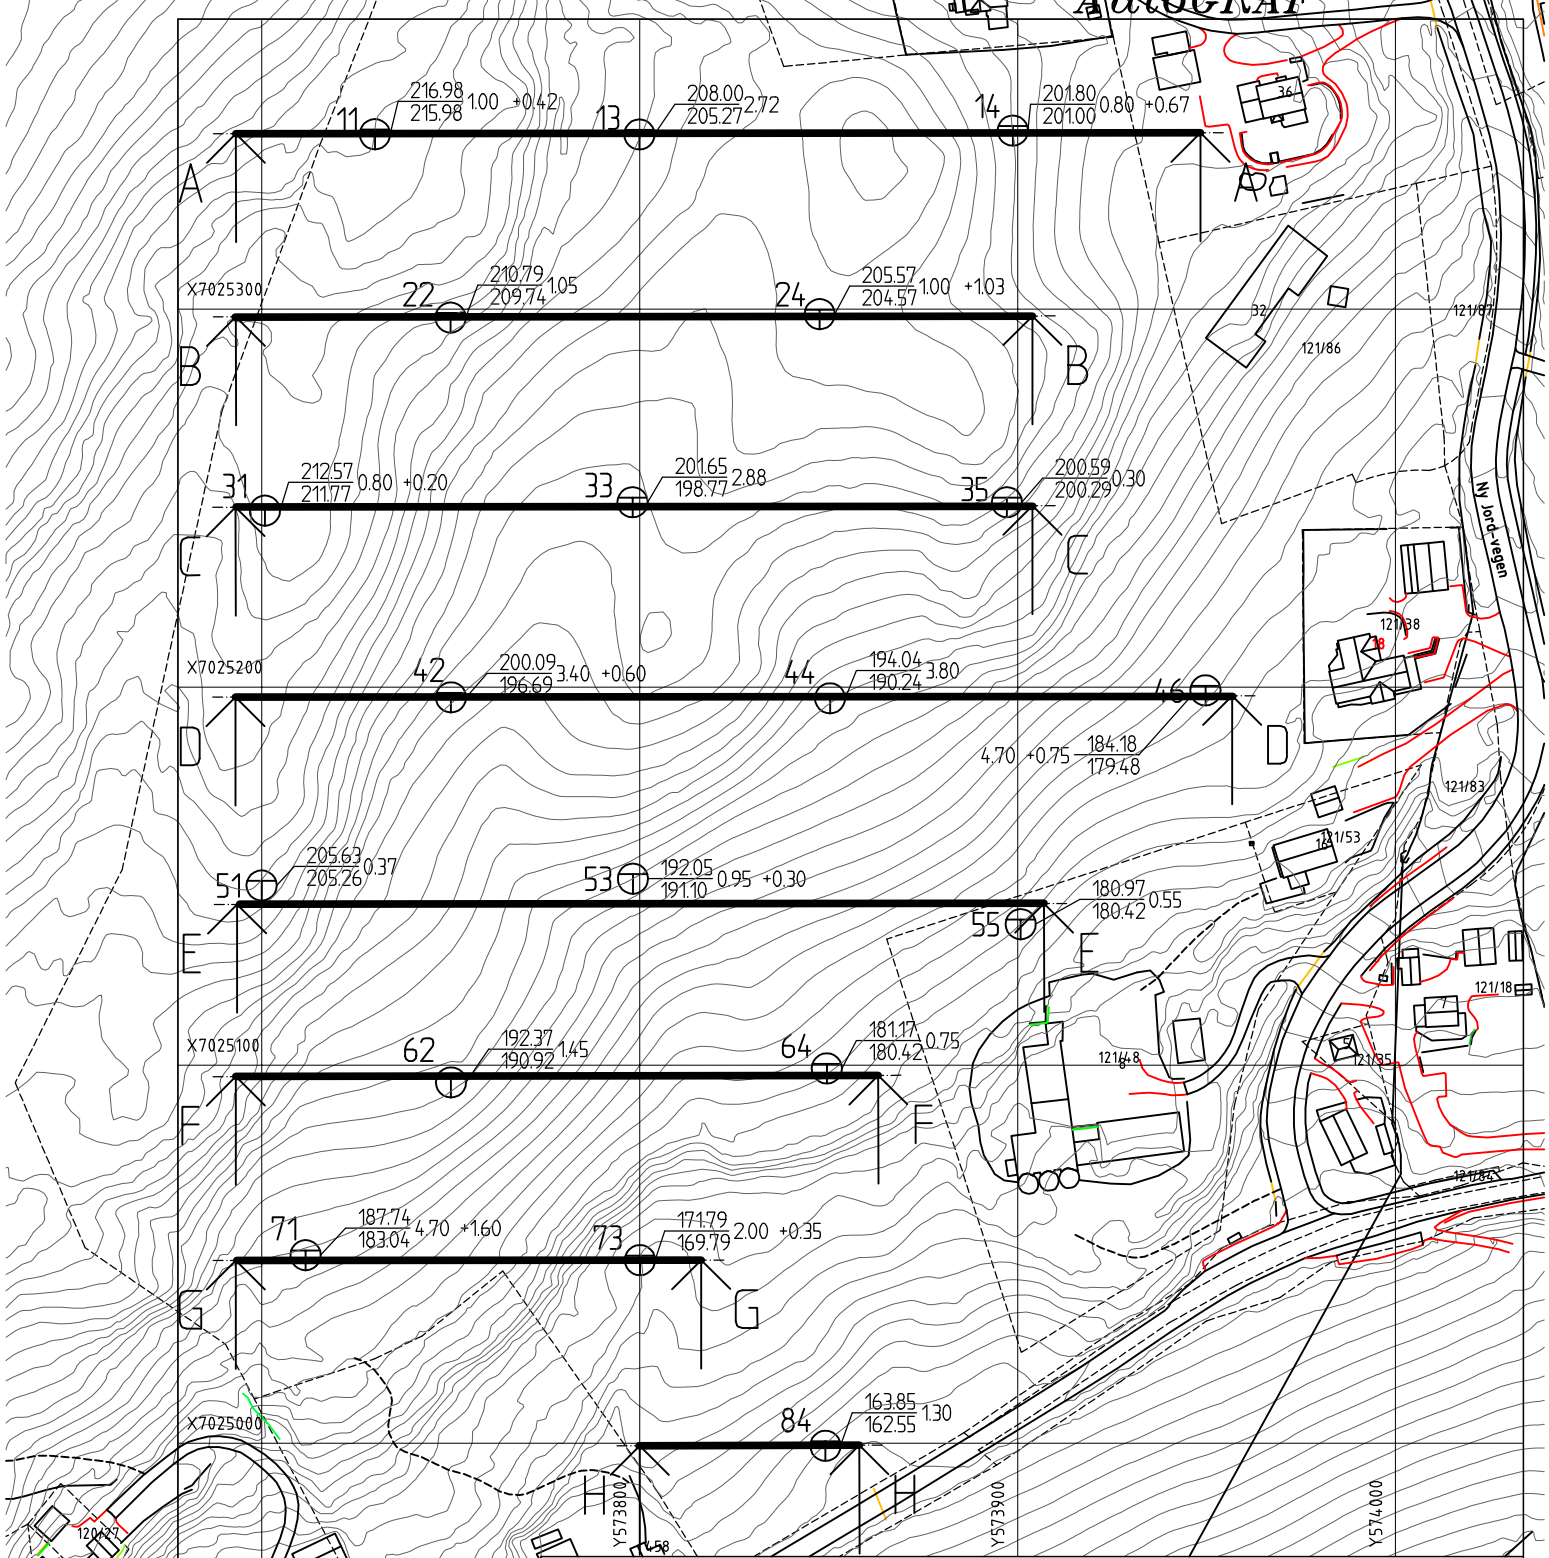 AutoGRAF
11 216.98 215.98 1.00 +0.42
13 208.00 205.27 2.72
14 201.80 201.00 0.80 +0.67
36
A A
X7025300
22 210.79 209.74 1.05
24 205.57 204.57 1.00 +1.03
32
121/87
121/86
B B
31 212.57 211.77 0.80 +0.20
33 201.65 198.77 2.88
35 200.59 200.29 0.30
Ny Jord-vegen
C C
121/38
18
X7025200
42 200.09 196.69 3.40 +0.60
44 194.04 190.24 3.80
46 184.18 179.48 4.70 +0.75
D D
121/83
121/53
51 205.63 205.26 0.37
53 192.05 191.10 0.95 +0.30
55 180.97 180.42 0.55
E E
121/18
7
X7025100
62 192.37 190.92 1.45
64 181.17 180.42 0.75
121/48
8
5
121/35
F F
121/84
71 187.74 183.04 4.70 +1.60
73 171.79 169.79 2.00 +0.35
G G
X7025000
84 163.85 162.55 1.30
H H
Y573800
Y573900
Y574000
120/27
458